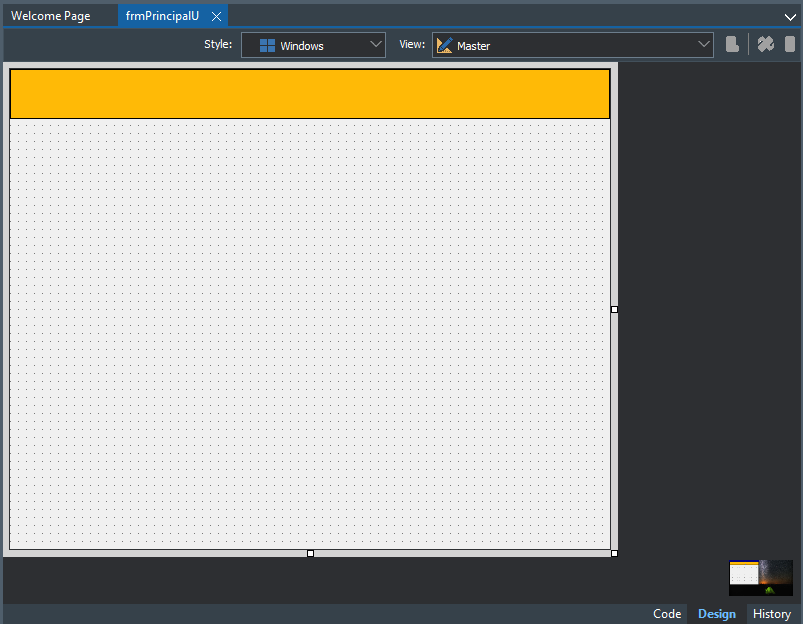 Welcome Page
frmPrincipalU
Style:
Windows
View:
Master
Code
Design
History